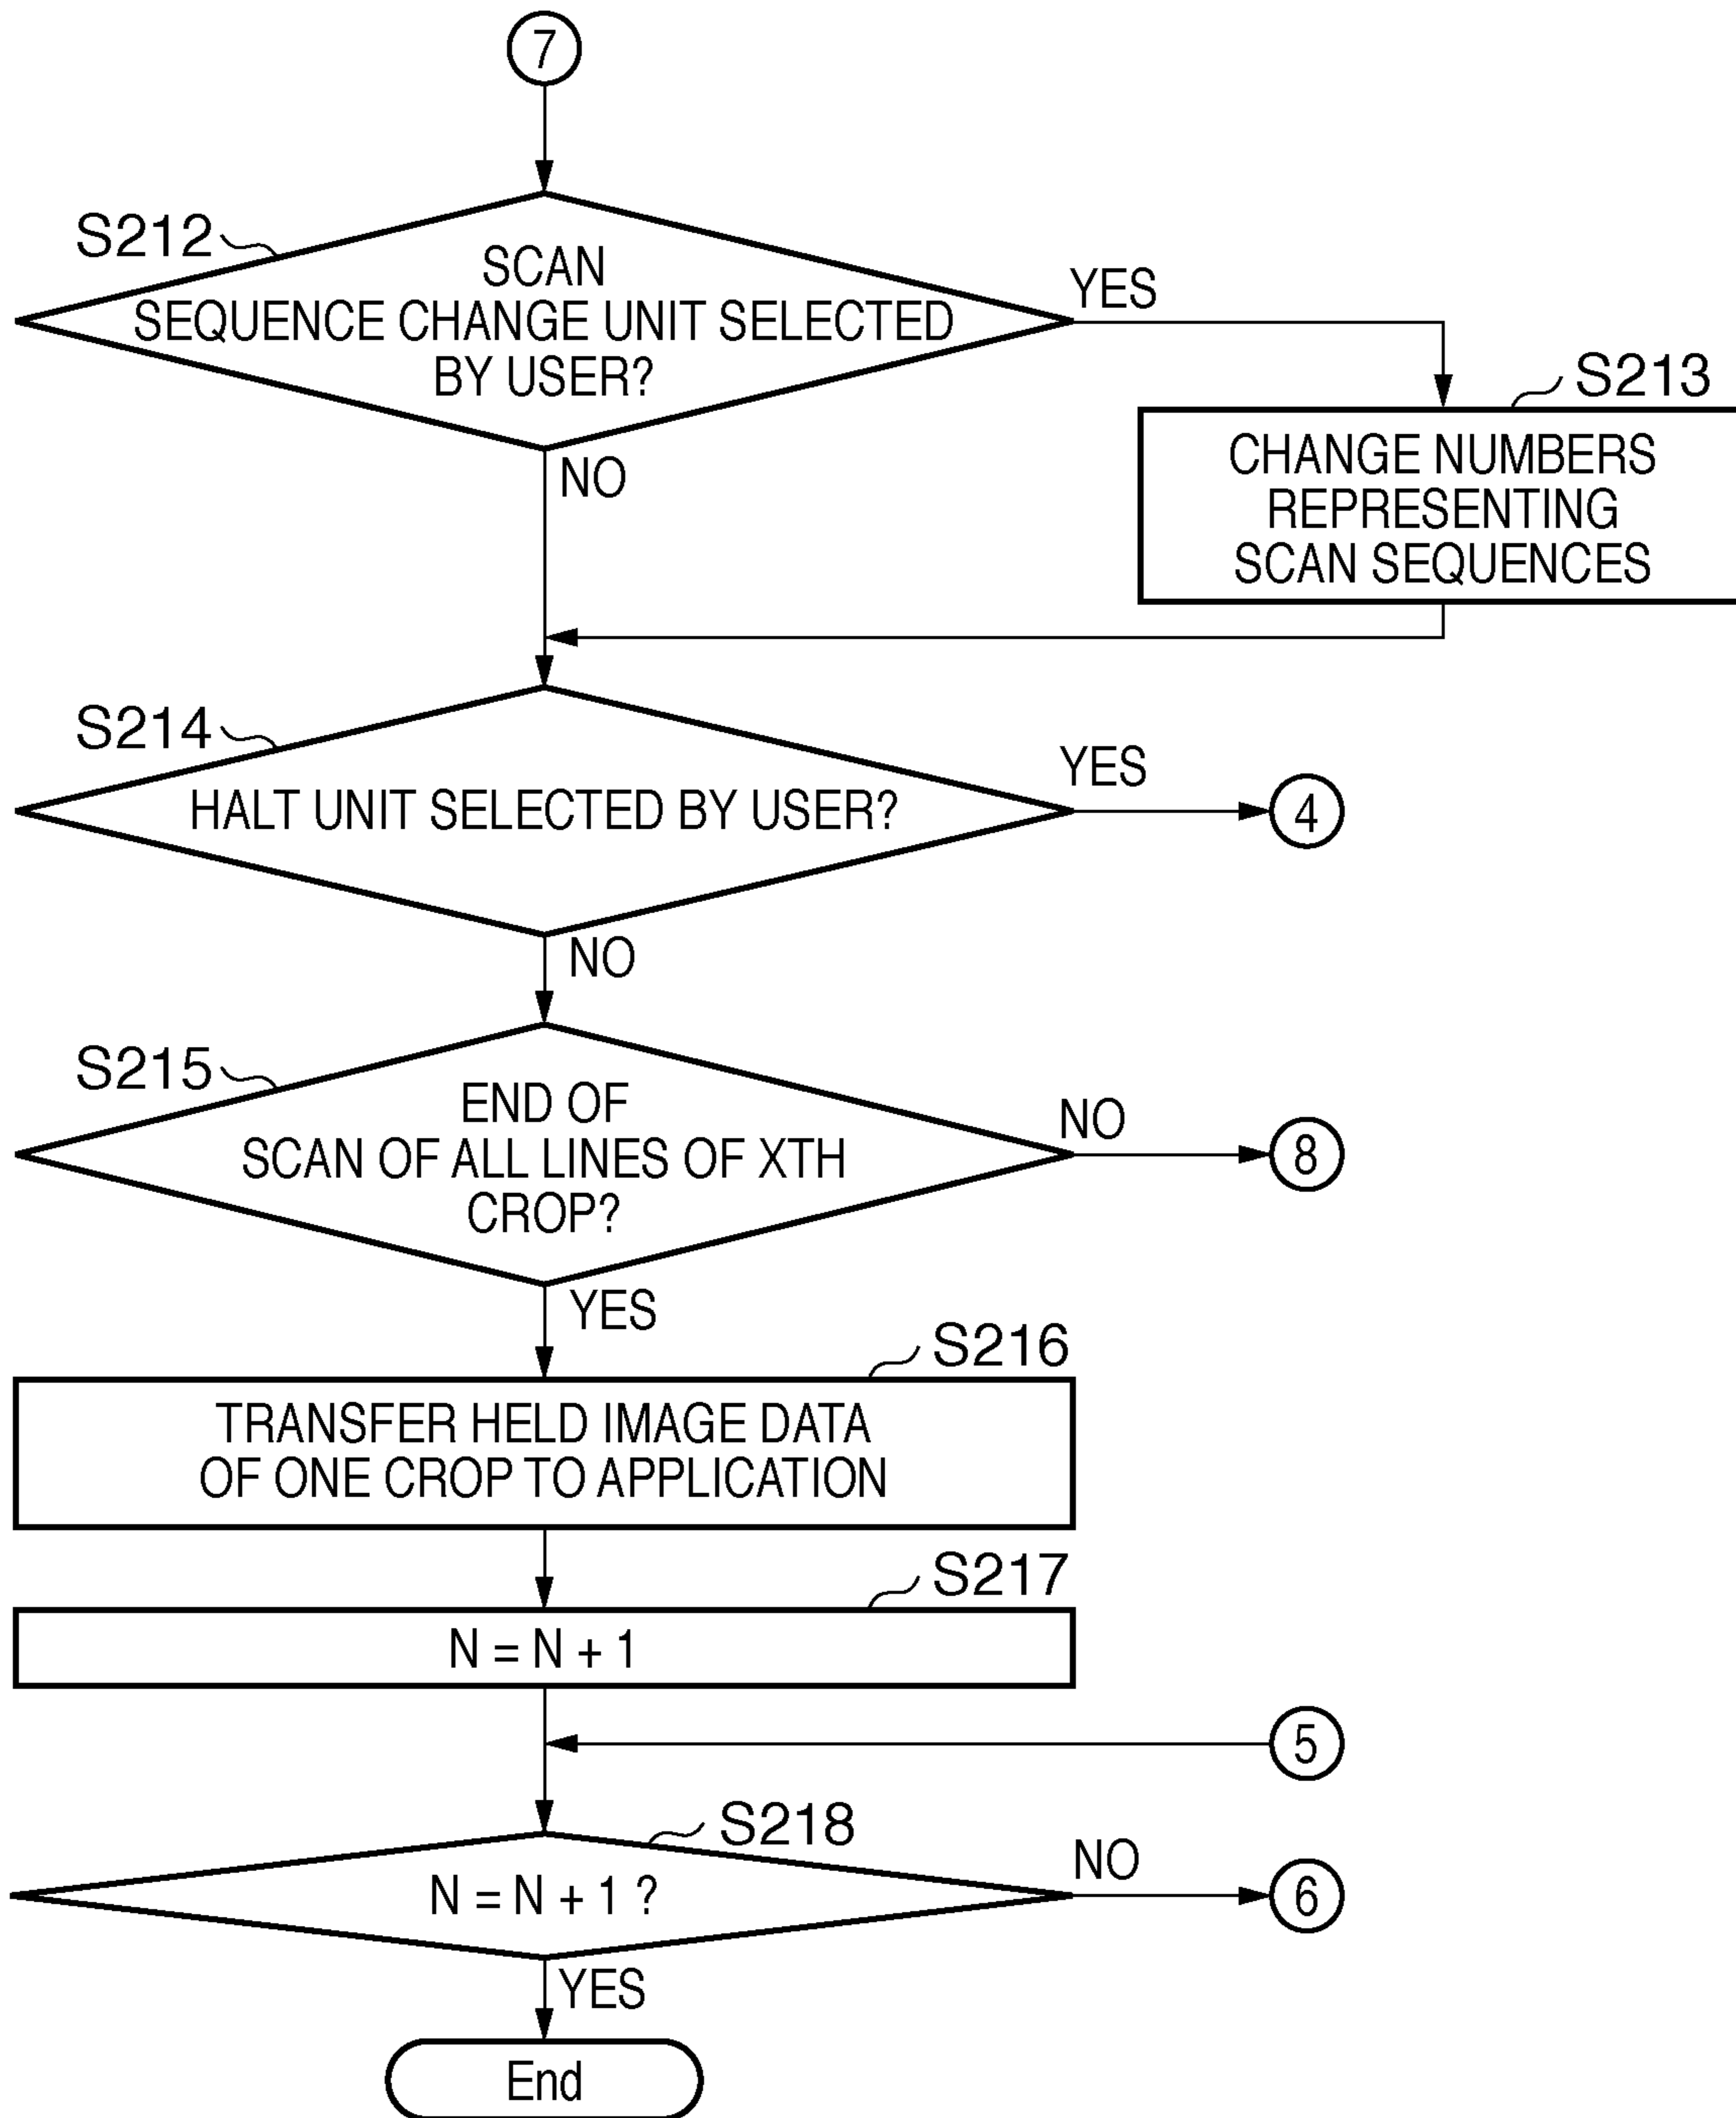 7
S212
SCAN
SEQUENCE CHANGE UNIT SELECTED
BY USER?
YES
NO
S213
CHANGE NUMBERS
REPRESENTING
SCAN SEQUENCES
S214
HALT UNIT SELECTED BY USER?
YES
4
NO
S215
END OF
SCAN OF ALL LINES OF XTH
CROP?
NO
8
YES
S216
TRANSFER HELD IMAGE DATA
OF ONE CROP TO APPLICATION
S217
N = N + 1
5
S218
N = N + 1 ?
NO
6
YES
End